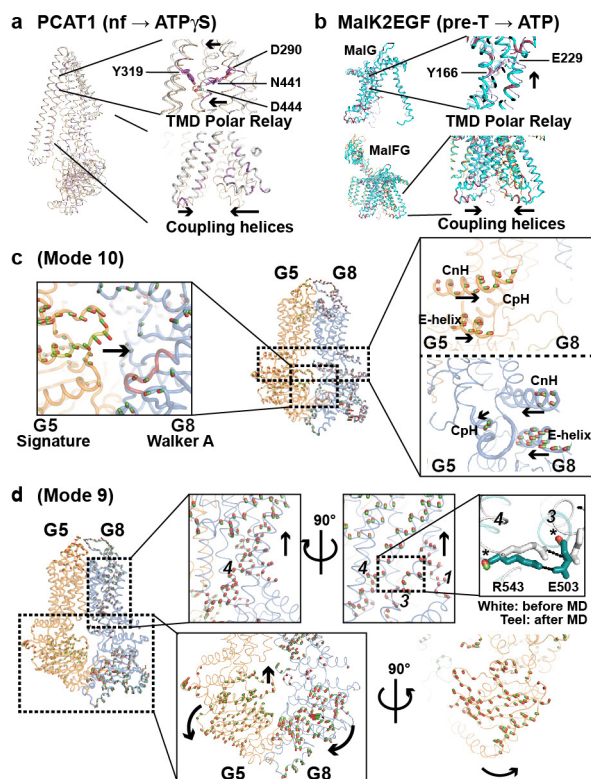 a PCAT1 (nf → ATPγS)
D290
Y319
N441
D444
TMD Polar Relay
Coupling helices
b MalK2EGF (pre-T → ATP)
MalG
E229
Y166
TMD Polar Relay
MalFG
Coupling helices
c (Mode 10)
G5 G8
G5 G8
Signature Walker A
CnH
CpH
E-helix
G5 G8
CnH
CpH
E-helix
G5 G8
d (Mode 9)
G5 G8
4
90°
4 1
3
4 3
* *
R543 E503
White: before MD
Teel: after MD
G5 G8
90°